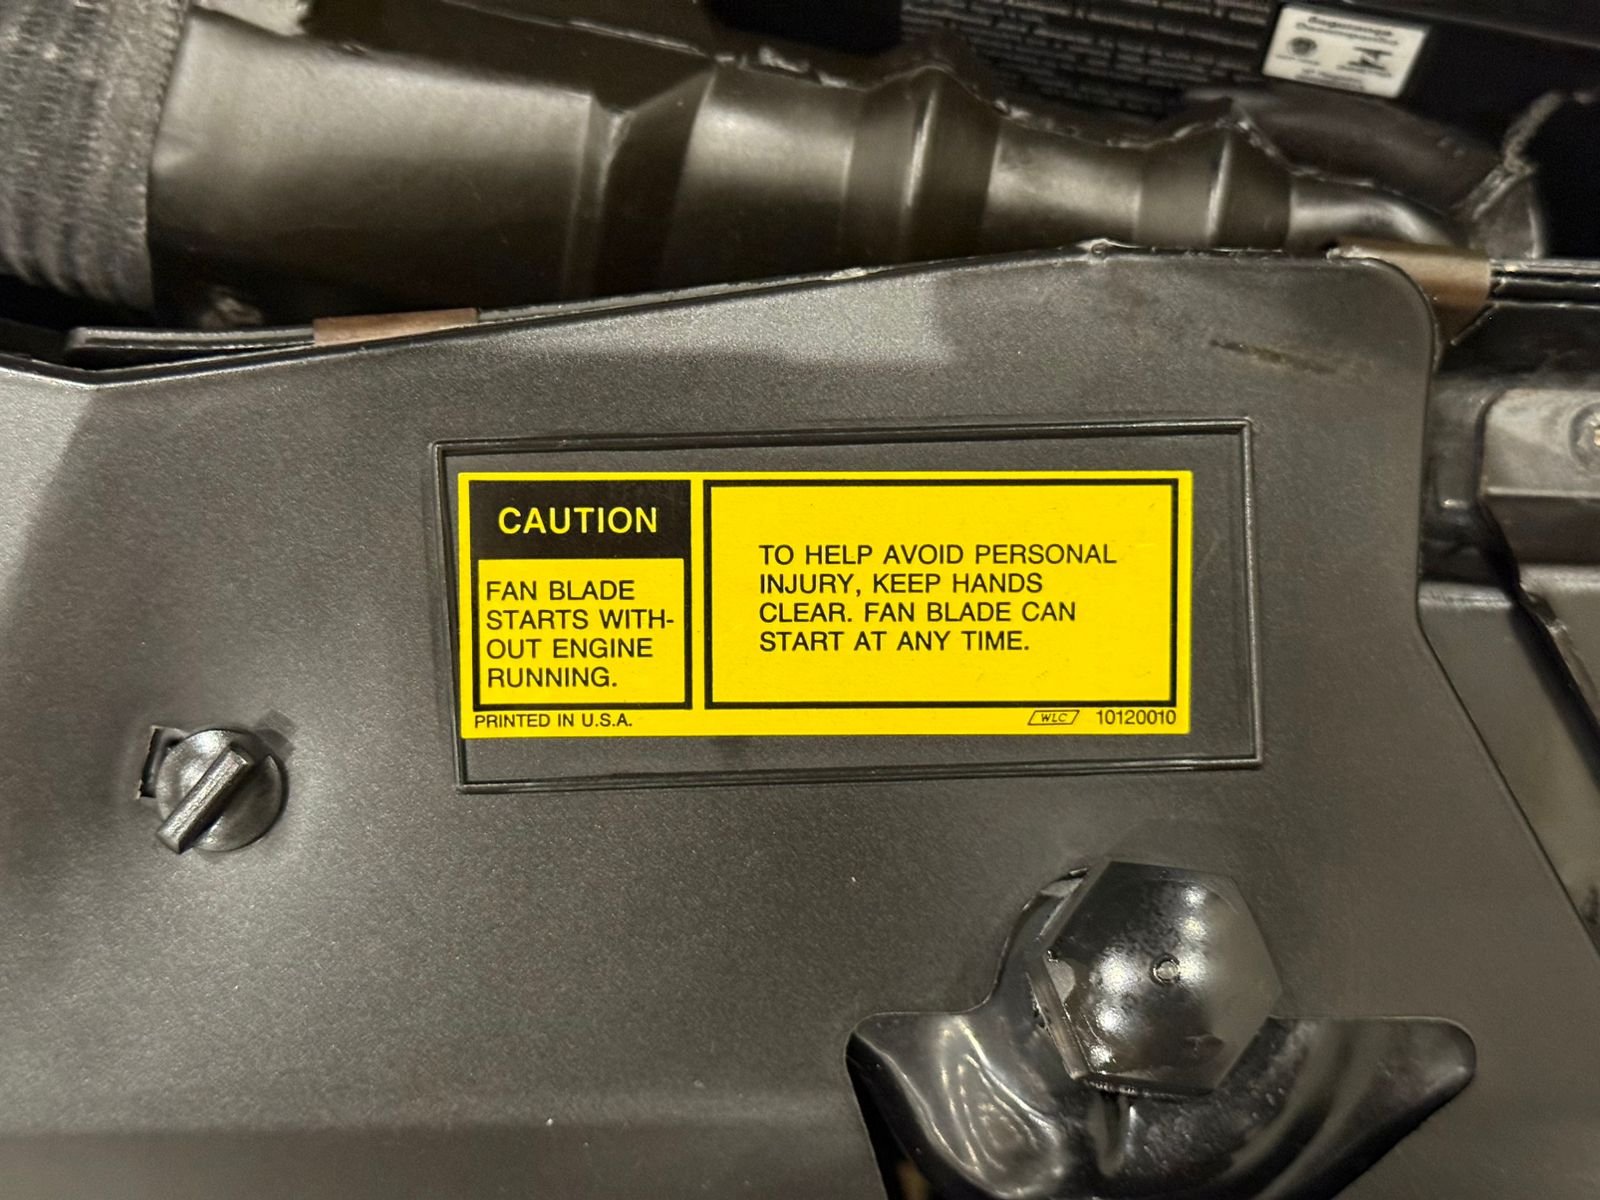 CAUTION
FAN BLADE
STARTS WITH-
OUT ENGINE
RUNNING.
TO HELP AVOID PERSONAL
INJURY, KEEP HANDS
CLEAR. FAN BLADE CAN
START AT ANY TIME.
PRINTED IN U.S.A.
WLC 10120010